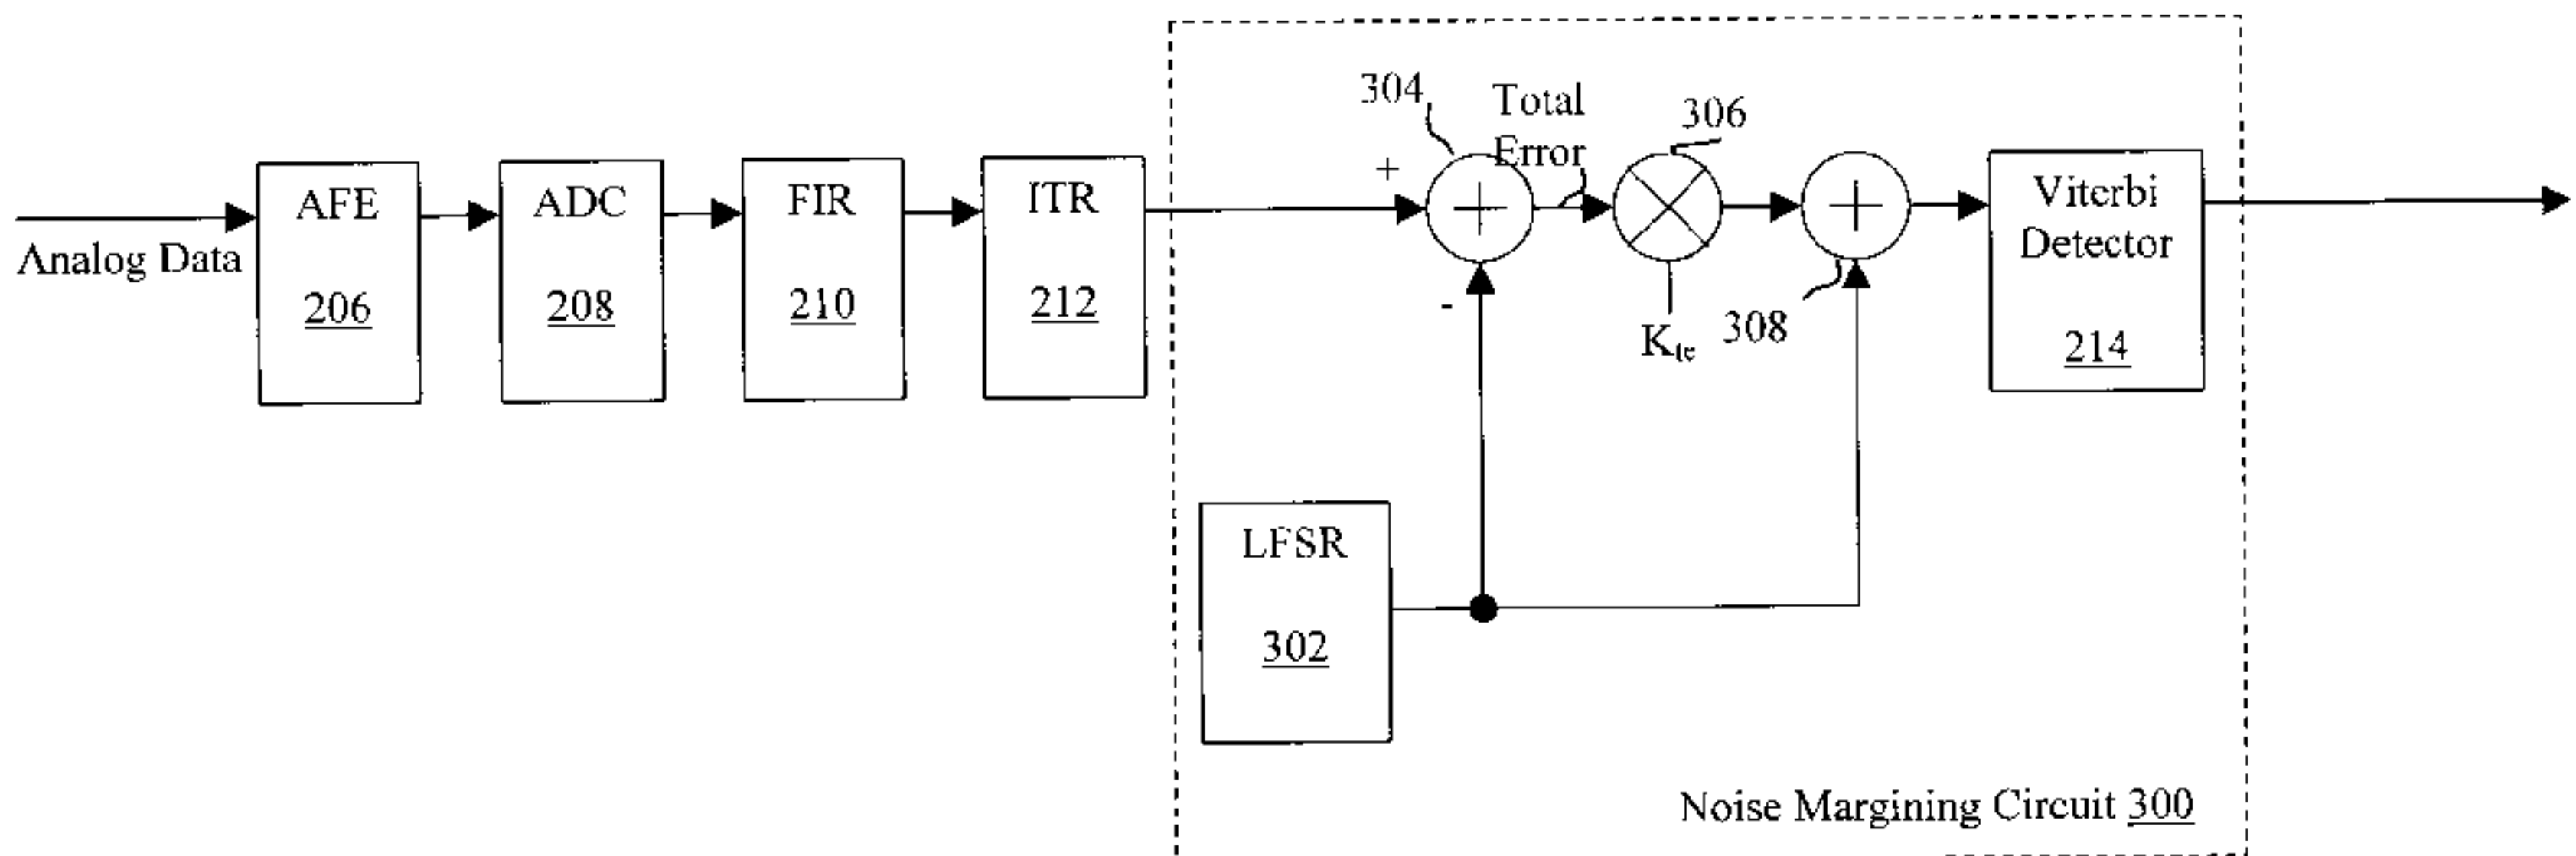 304
Total
Error
306
+
AFE
206
ADC
208
FIR
210
ITR
212
Viterbi
Detector
214
Analog Data
-
K_te
308
LFSR
302
Noise Margining Circuit 300